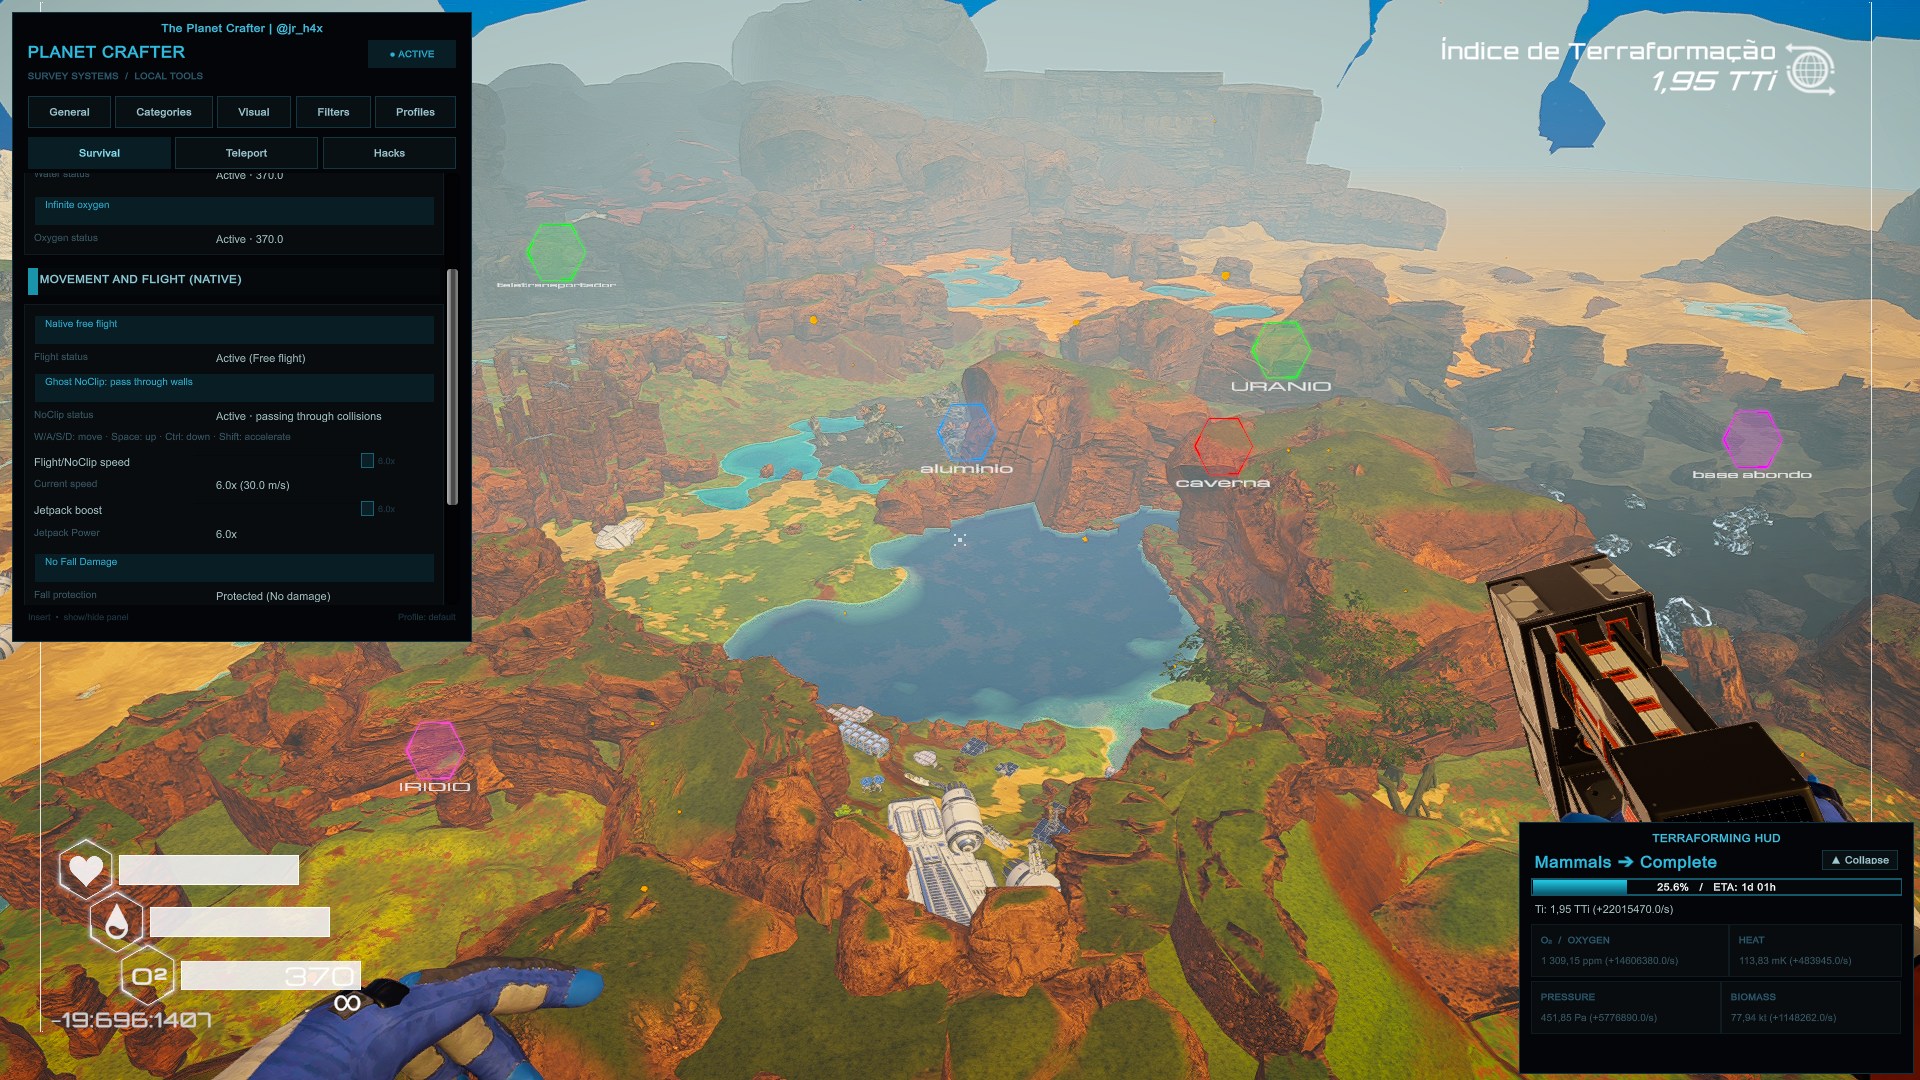 The Planet Crafter | @jr_h4x
PLANET CRAFTER
● ACTIVE
SURVEY SYSTEMS / LOCAL TOOLS
General
Categories
Visual
Filters
Profiles
Survival
Teleport
Hacks
Water status
Active · 370.0
Infinite oxygen
Oxygen status
Active · 370.0
MOVEMENT AND FLIGHT (NATIVE)
Native free flight
Flight status
Active (Free flight)
Ghost NoClip: pass through walls
NoClip status
Active · passing through collisions
W/A/S/D: move · Space: up · Ctrl: down · Shift: accelerate
Flight/NoClip speed
6.0x
Current speed
6.0x (30.0 m/s)
Jetpack boost
6.0x
Jetpack Power
6.0x
No Fall Damage
Fall protection
Protected (No damage)
Insert • show/hide panel
Profile: default
Índice de Terraformação
1,95 TTi
teletransportador
URANIO
aluminio
caverna
base abondo
IRIDIO
O²
370
∞
-19:696:1407
TERRAFORMING HUD
Mammals ➔ Complete
▲ Collapse
25.6% / ETA: 1d 01h
Ti: 1,95 TTi (+22015470.0/s)
O₂ / OXYGEN
1 309,15 ppm (+14606380.0/s)
HEAT
113,83 mK (+483945.0/s)
PRESSURE
451,85 Pa (+5776890.0/s)
BIOMASS
77,94 kt (+1148262.0/s)